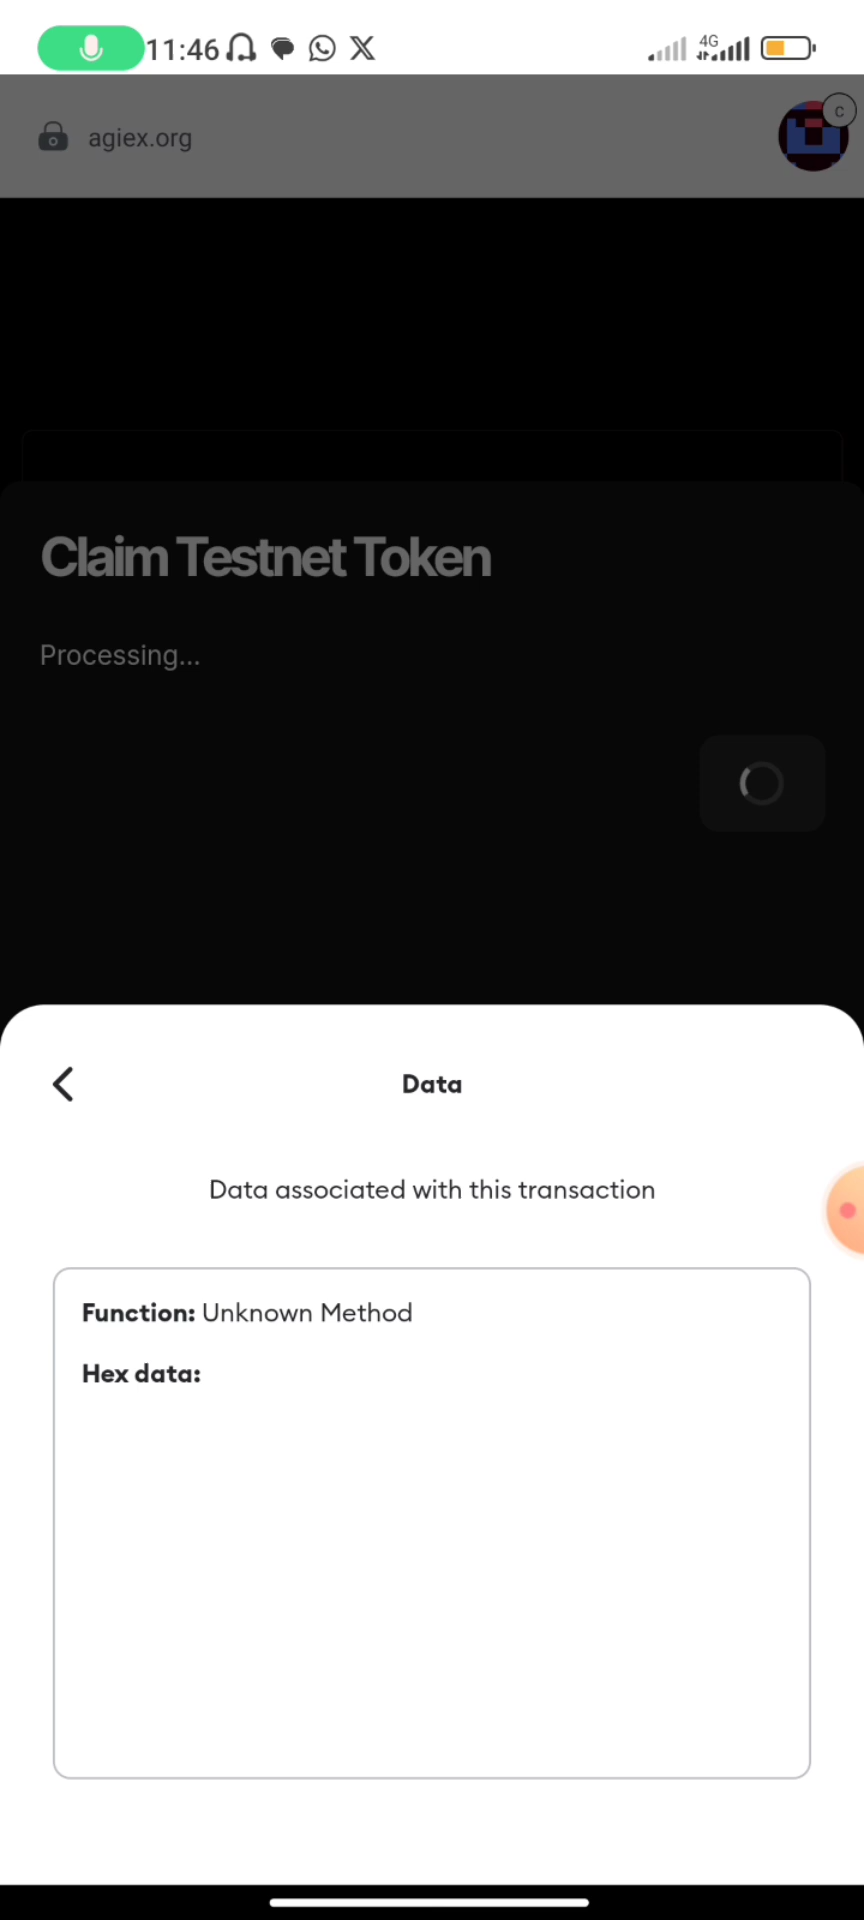 11:46
4G
agiex.org
C
Claim Testnet Token
Processing...
Data
Data associated with this transaction
Function: Unknown Method
Hex data: